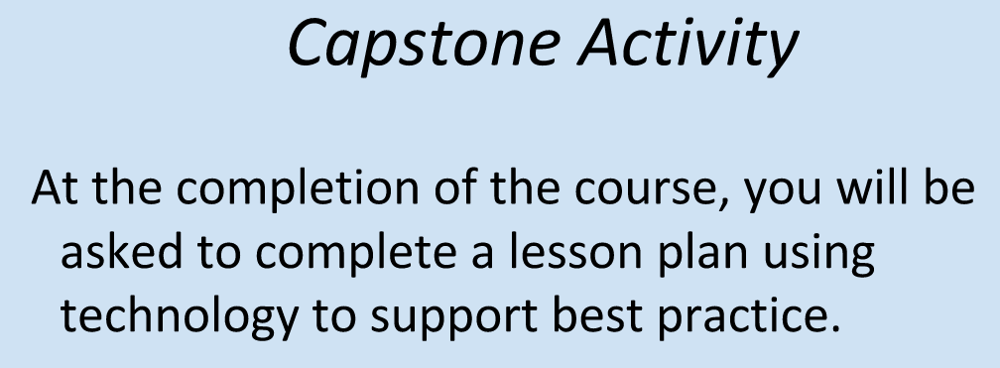 Capstone Activity
At the completion of the course, you will be
asked to complete a lesson plan using
technology to support best practice.